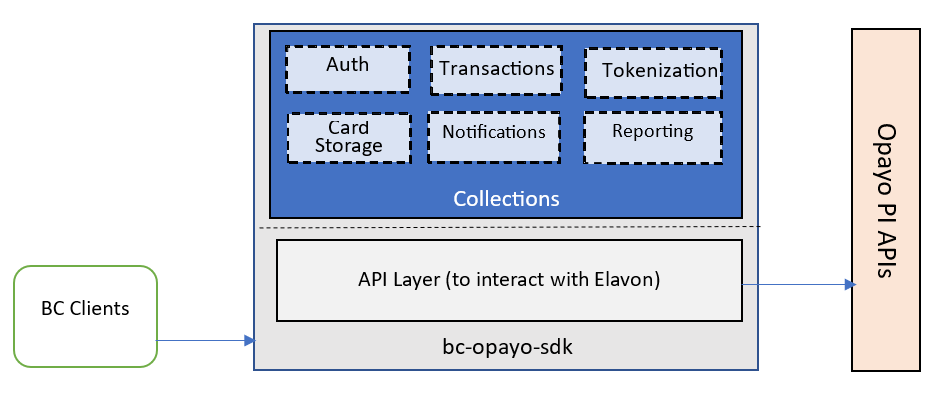 Auth
Transactions
Tokenization
Card
Storage
Notifications
Reporting
Collections
API Layer (to interact with Elavon)
BC Clients
bc-opayo-sdk
Opayo PI APIs